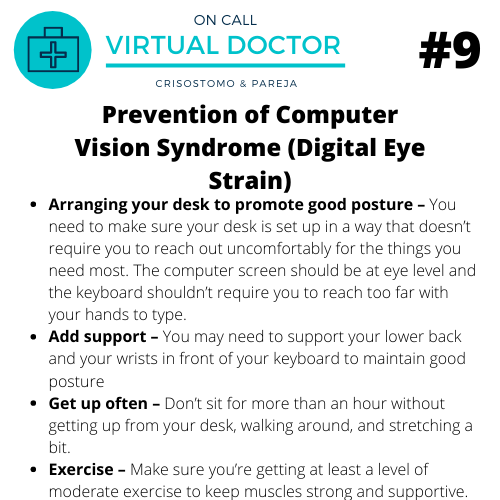 ON CALL
VIRTUAL DOCTOR
CRISOSTOMO & PAREJA
#9
Prevention of Computer
Vision Syndrome (Digital Eye
Strain)
• Arranging your desk to promote good posture – You
need to make sure your desk is set up in a way that doesn’t
require you to reach out uncomfortably for the things you
need most. The computer screen should be at eye level and
the keyboard shouldn’t require you to reach too far with
your hands to type.
• Add support – You may need to support your lower back
and your wrists in front of your keyboard to maintain good
posture
• Get up often – Don’t sit for more than an hour without
getting up from your desk, walking around, and stretching a
bit.
• Exercise – Make sure you’re getting at least a level of
moderate exercise to keep muscles strong and supportive.